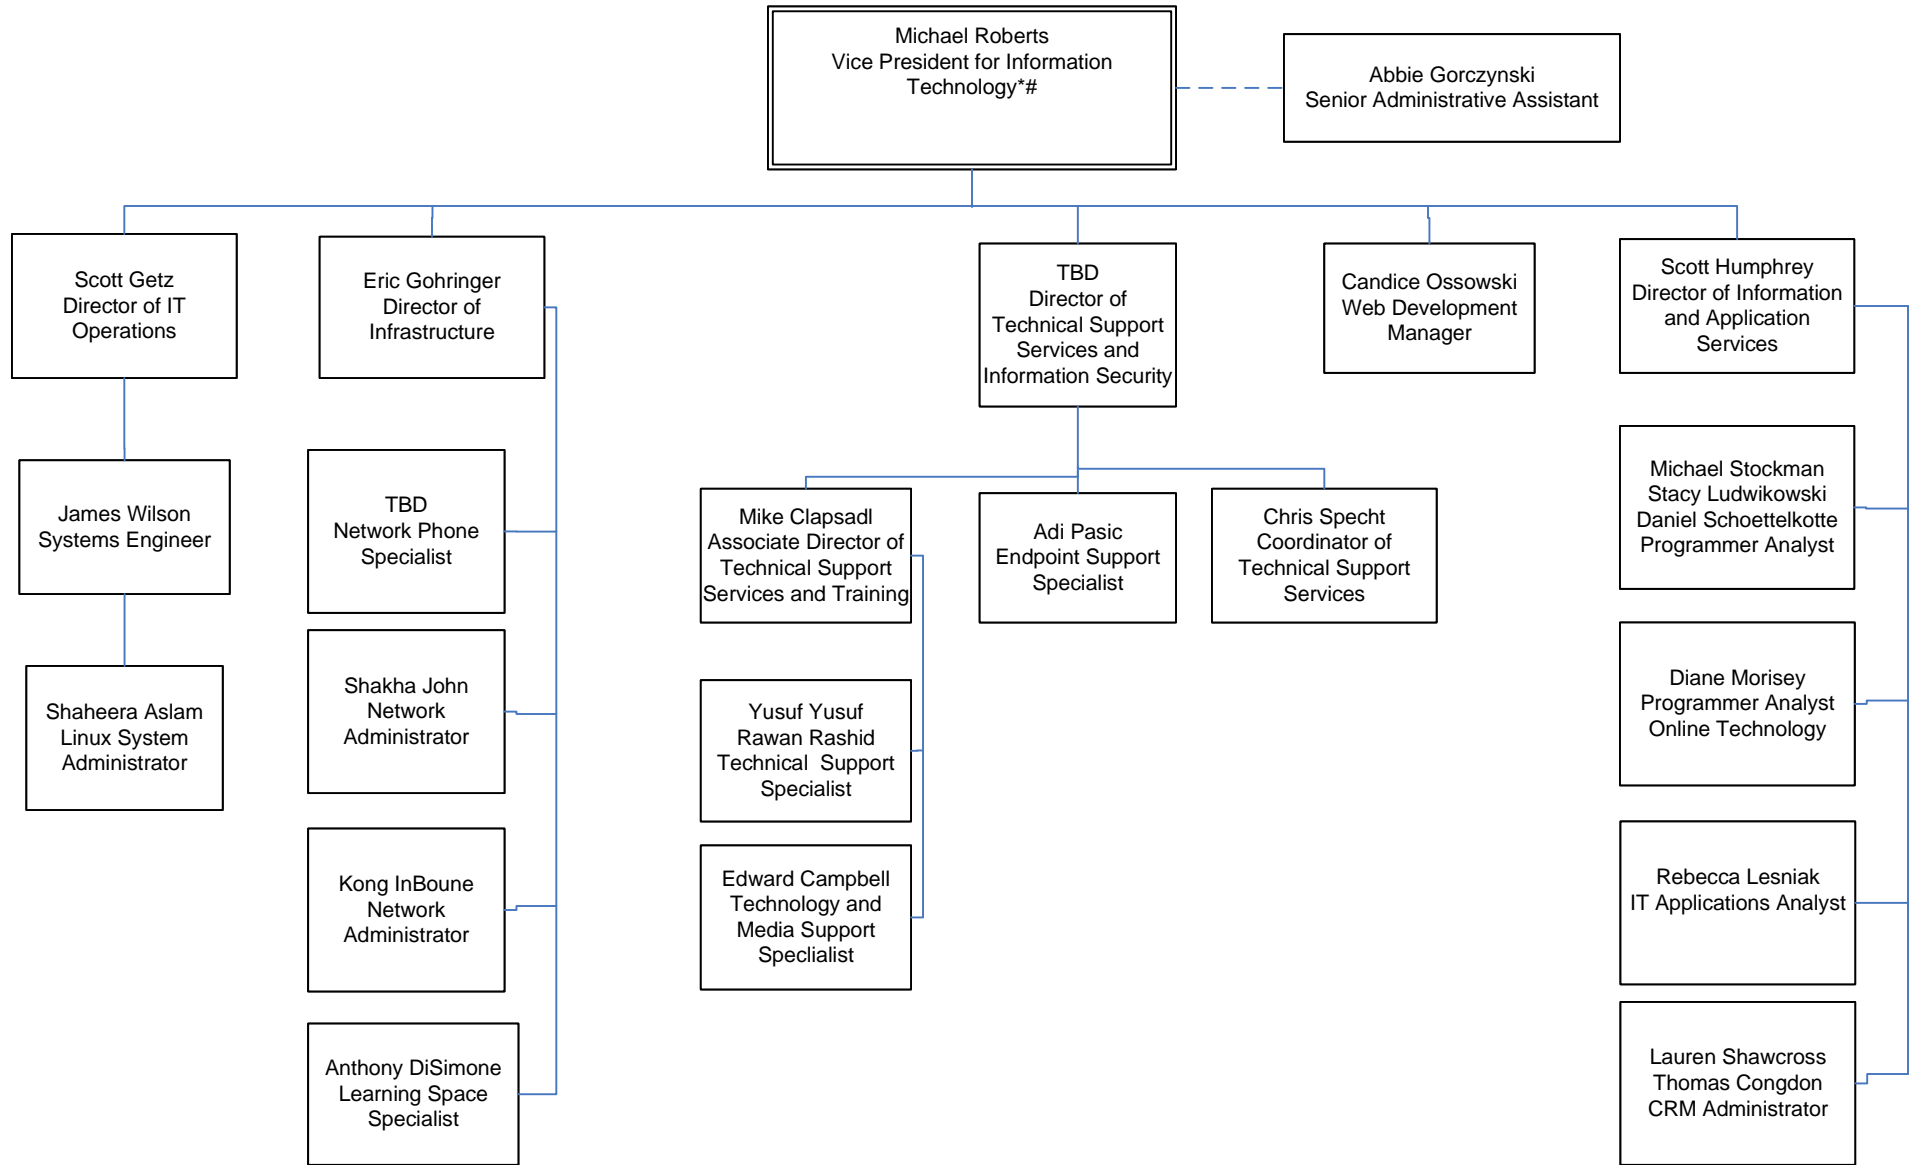 Michael Roberts
Vice President for Information
Technology*#
Abbie Gorczynski
Senior Administrative Assistant
Scott Getz
Director of IT
Operations
Eric Gohringer
Director of
Infrastructure
TBD
Director of
Technical Support
Services and
Information Security
Candice Ossowski
Web Development
Manager
Scott Humphrey
Director of Information
and Application
Services
James Wilson
Systems Engineer
Shaheera Aslam
Linux System
Administrator
TBD
Network Phone
Specialist
Shakha John
Network
Administrator
Kong InBoune
Network
Administrator
Anthony DiSimone
Learning Space
Specialist
Mike Clapsadl
Associate Director of
Technical Support
Services and Training
Adi Pasic
Endpoint Support
Specialist
Chris Specht
Coordinator of
Technical Support
Services
Yusuf Yusuf
Rawan Rashid
Technical  Support
Specialist
Edward Campbell
Technology and
Media Support
Speclialist
Michael Stockman
Stacy Ludwikowski
Daniel Schoettelkotte
Programmer Analyst
Diane Morisey
Programmer Analyst
Online Technology
Rebecca Lesniak
IT Applications Analyst
Lauren Shawcross
Thomas Congdon
CRM Administrator